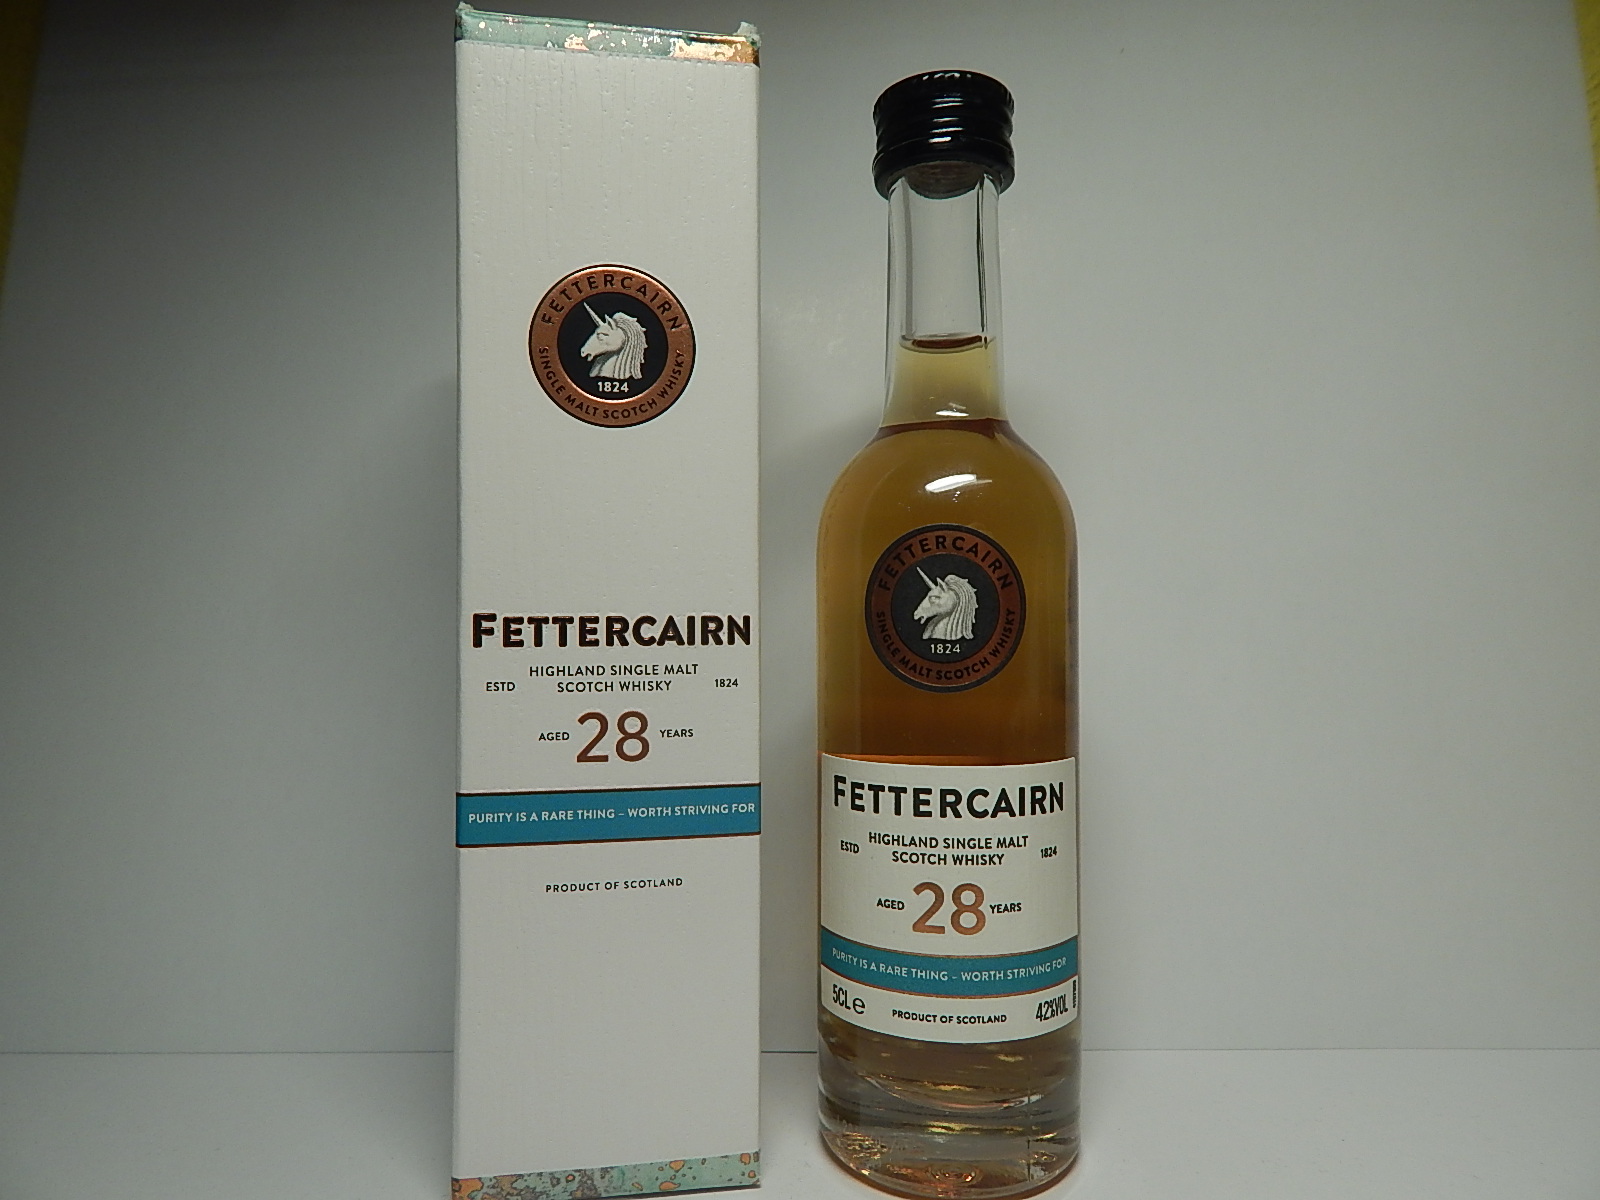 FETTERCAIRN
1824
SINGLE MALT SCOTCH WHISKY
FETTERCAIRN
HIGHLAND SINGLE MALT
ESTD SCOTCH WHISKY 1824
AGED 28 YEARS
PURITY IS A RARE THING – WORTH STRIVING FOR
PRODUCT OF SCOTLAND
FETTERCAIRN
1824
SINGLE MALT SCOTCH WHISKY
FETTERCAIRN
HIGHLAND SINGLE MALT
ESTD SCOTCH WHISKY 1824
AGED 28 YEARS
PURITY IS A RARE THING – WORTH STRIVING FOR
5CL e PRODUCT OF SCOTLAND 42%VOL